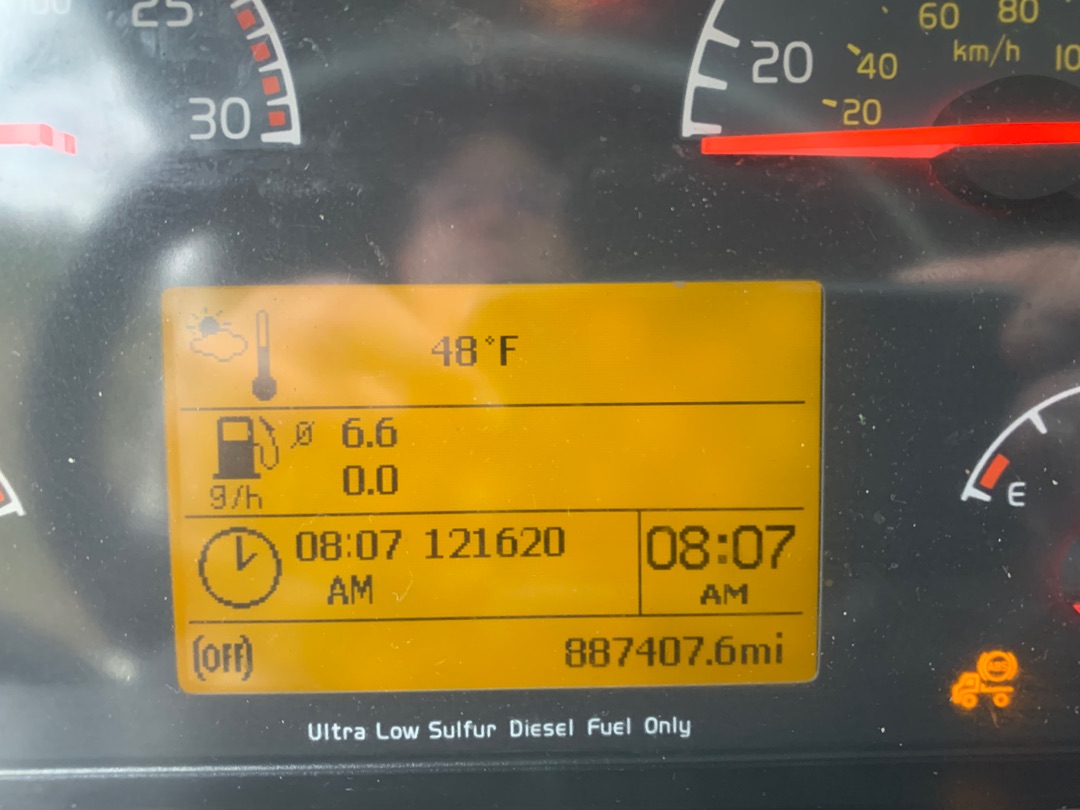 25
30
60 80
20 40 km/h
20
48°F
ø 6.6
g/h 0.0
08:07 121620 08:07
AM AM
(OFF) 887407.6mi
E
Ultra Low Sulfur Diesel Fuel Only